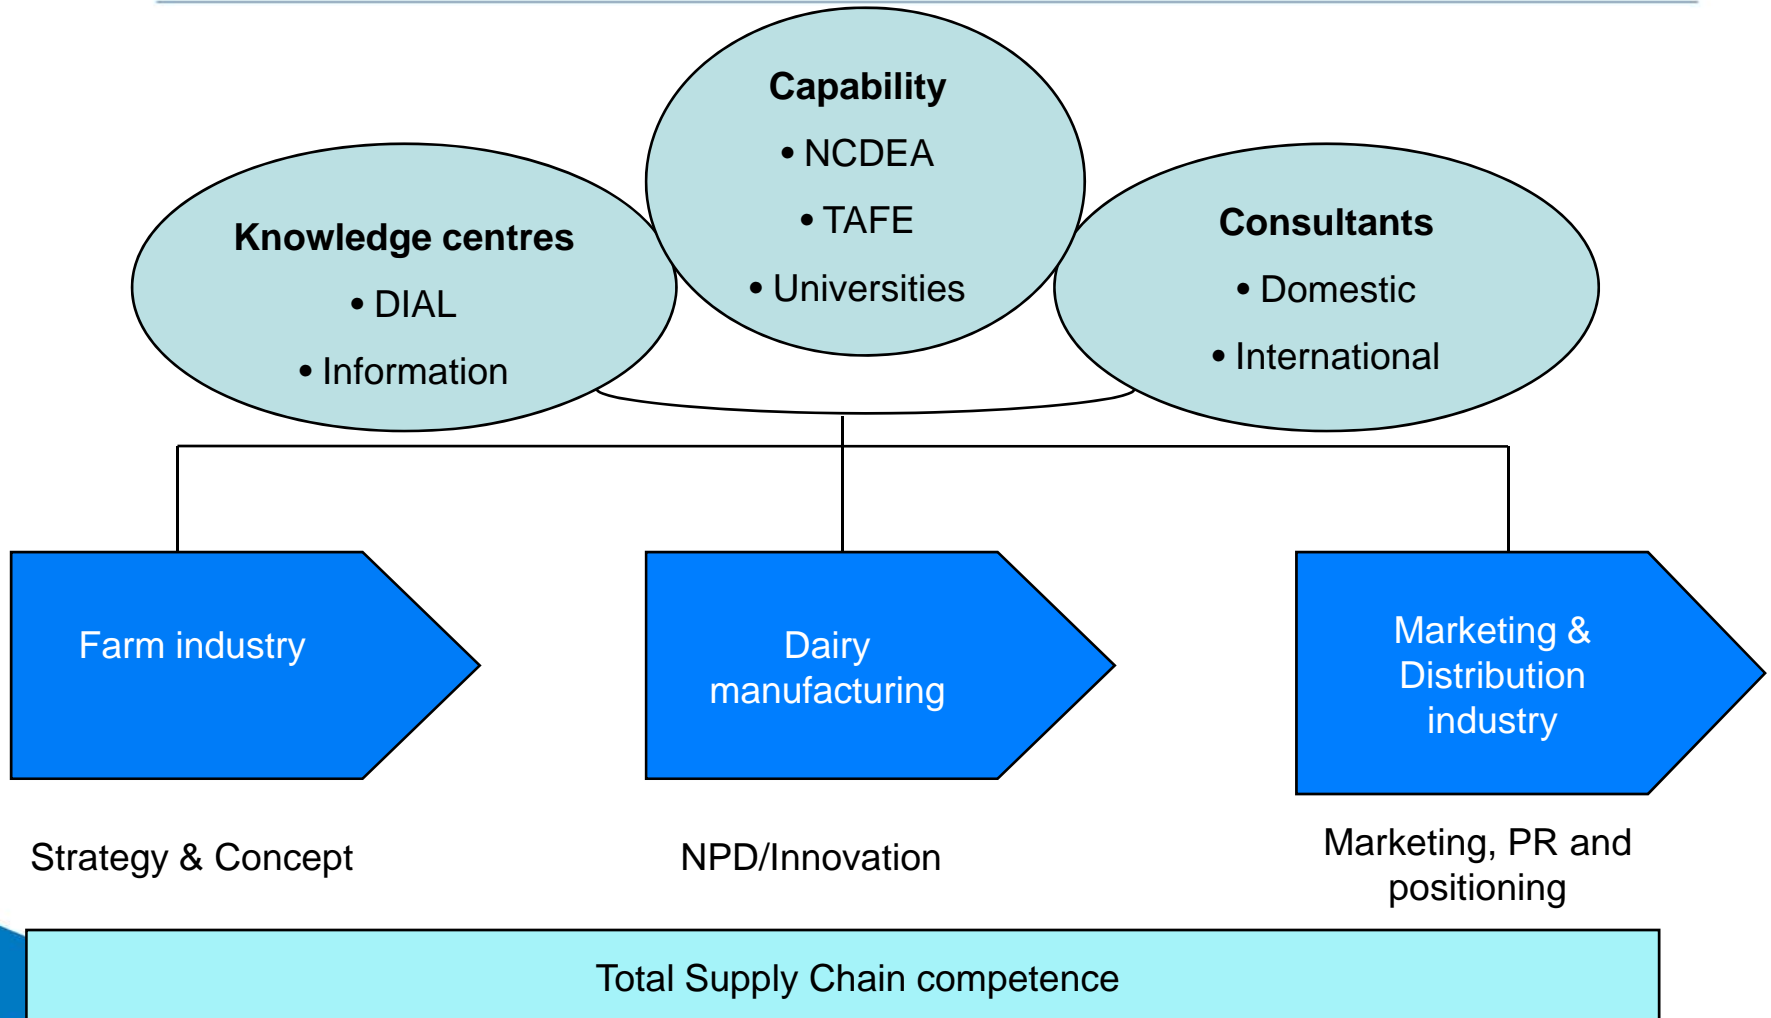 Capability
• NCDEA
• TAFE
• Universities
Knowledge centres
• DIAL
• Information
Consultants
• Domestic
• International
Farm industry
Dairy
manufacturing
Marketing &
Distribution
industry
Strategy & Concept
NPD/Innovation
Marketing, PR and
positioning
Total Supply Chain competence